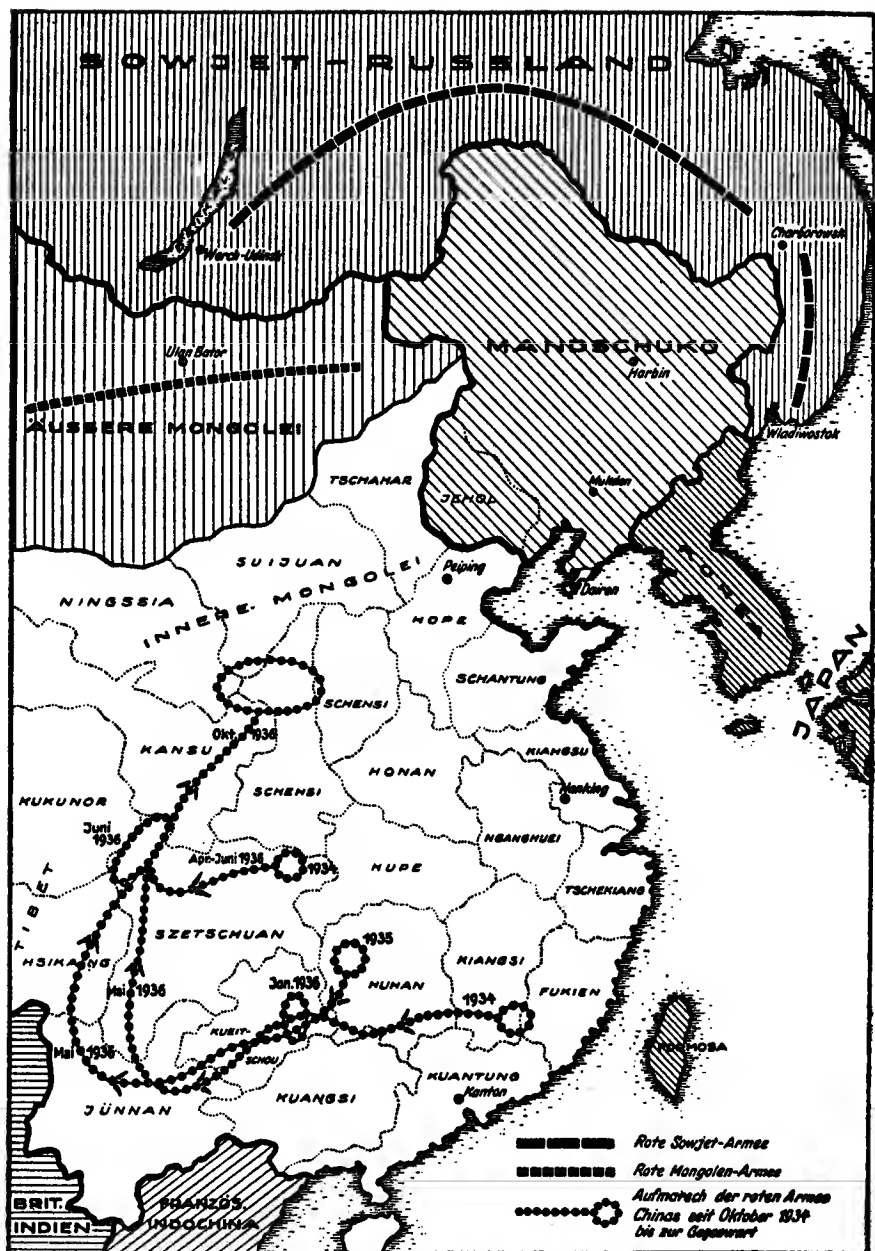 SOWJET-RUSSLAND
Charborowsk
Werch-Udinsk
MANDSCHUKO
Ulan Bator
Harbin
ÄUSSERE MONGOLEI
Wladiwostok
TSCHAHAR
JEHOL
Mukden
KOREA
SUIJUAN
Peiping
Dairen
NINGSSIA
INNERE MONGOLEI
HOPE
JAPAN
SCHANTUNG
SCHENSI
Okt. 1936
KANSU
KIANGSU
HONAN
SCHENSI
Nanking
KUKUNOR
Juni
1936
NGANGHUEI
Apr.-Juni 1936
1934
HUPE
TSCHEKIANG
TIBET
SZETSCHUAN
HSIKANG
1935
KIANGSI
Mai 1936
Jan. 1936
HUNAN
1934
FUKIEN
KUEIT-
SCHOU
Mai 1936
FORMOSA
KUANTUNG
JÜNNAN
KUANGSI
Kanton
Rote Sowjet-Armee
Rote Mongolen-Armee
BRIT.
INDIEN
FRANZÖS.
INDOCHINA
Aufmarsch der roten Armee
Chinas seit Oktober 1934
bis zur Gegenwart